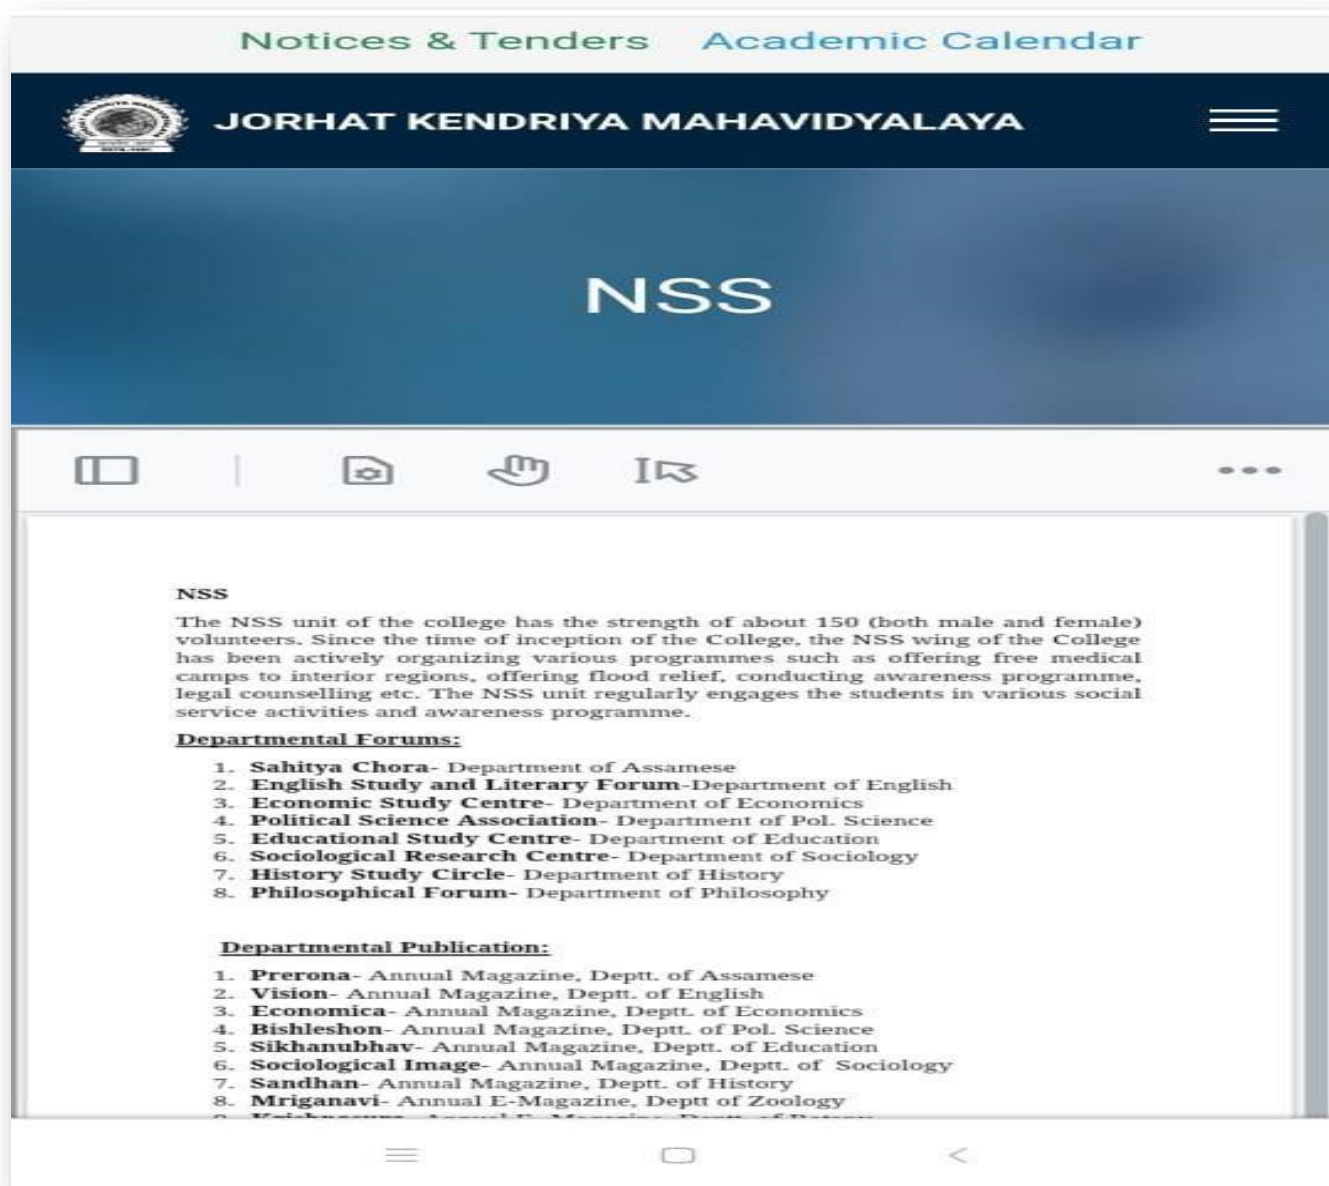 Notices & Tenders Academic Calendar
JORHAT KENDRIYA MAHAVIDYALAYA
NSS
NSS
The NSS unit of the college has the strength of about 150 (both male and female)
volunteers. Since the time of inception of the College, the NSS wing of the College
has been actively organizing various programmes such as offering free medical
camps to interior regions, offering flood relief, conducting awareness programme,
legal counselling etc. The NSS unit regularly engages the students in various social
service activities and awareness programme.
Departmental Forums:
1. Sahitya Chora- Department of Assamese
2. English Study and Literary Forum-Department of English
3. Economic Study Centre- Department of Economics
4. Political Science Association- Department of Pol. Science
5. Educational Study Centre- Department of Education
6. Sociological Research Centre- Department of Sociology
7. History Study Circle- Department of History
8. Philosophical Forum- Department of Philosophy
Departmental Publication:
1. Prerona- Annual Magazine, Deptt. of Assamese
2. Vision- Annual Magazine, Deptt. of English
3. Economica- Annual Magazine, Deptt. of Economics
4. Bishleshon- Annual Magazine, Deptt. of Pol. Science
5. Sikhanubhav- Annual Magazine, Deptt. of Education
6. Sociological Image- Annual Magazine, Deptt. of Sociology
7. Sandhan- Annual Magazine, Deptt. of History
8. Mriganavi- Annual E-Magazine, Deptt of Zoology